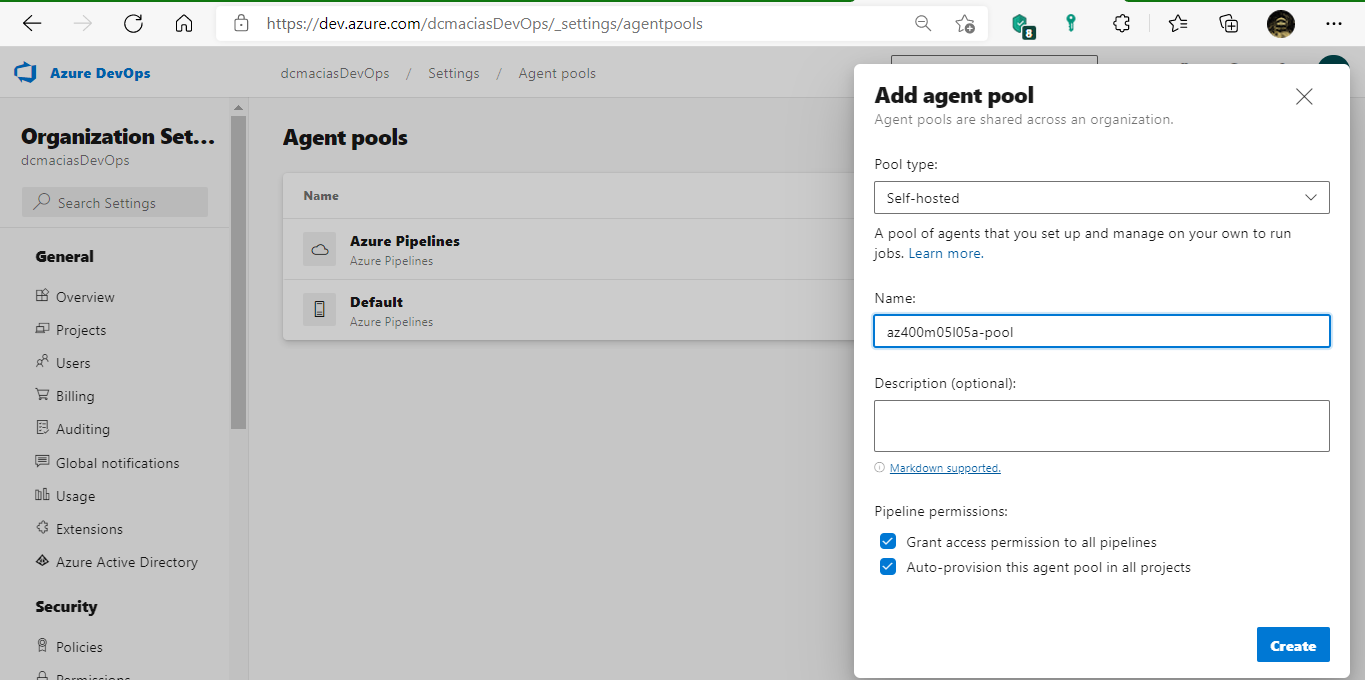 https://dev.azure.com/dcmaciasDevOps/_settings/agentpools
8
Azure DevOps
dcmaciasDevOps / Settings / Agent pools
Organization Set...
dcmaciasDevOps
Search Settings
General
Overview
Projects
Users
Billing
Auditing
Global notifications
Usage
Extensions
Azure Active Directory
Security
Policies
Permissions
Agent pools
Name
Azure Pipelines
Azure Pipelines
Default
Azure Pipelines
Add agent pool
Agent pools are shared across an organization.
Pool type:
Self-hosted
A pool of agents that you set up and manage on your own to run
jobs. Learn more.
Name:
az400m05l05a-pool
Description (optional):
Markdown supported.
Pipeline permissions:
Grant access permission to all pipelines
Auto-provision this agent pool in all projects
Create